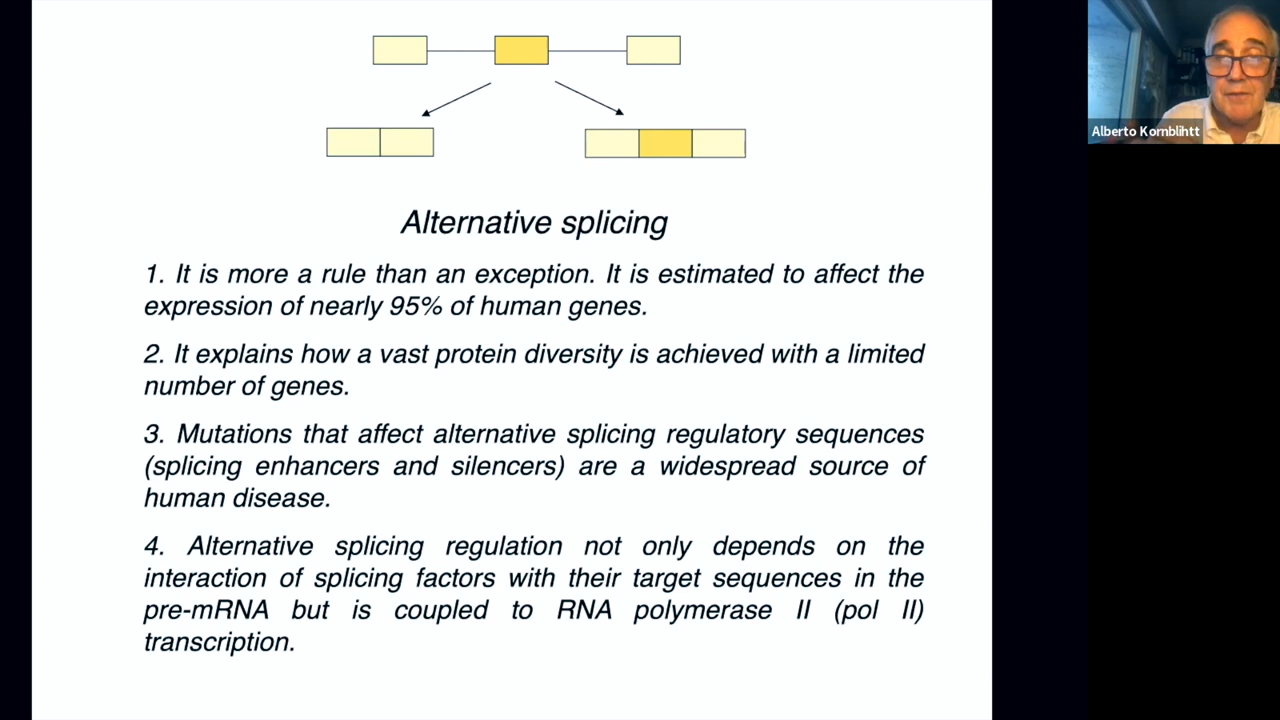 Alberto Kornblihtt
Alternative splicing
1. It is more a rule than an exception. It is estimated to affect the
expression of nearly 95% of human genes.
2. It explains how a vast protein diversity is achieved with a limited
number of genes.
3. Mutations that affect alternative splicing regulatory sequences
(splicing enhancers and silencers) are a widespread source of
human disease.
4. Alternative splicing regulation not only depends on the
interaction of splicing factors with their target sequences in the
pre-mRNA but is coupled to RNA polymerase II (pol II)
transcription.